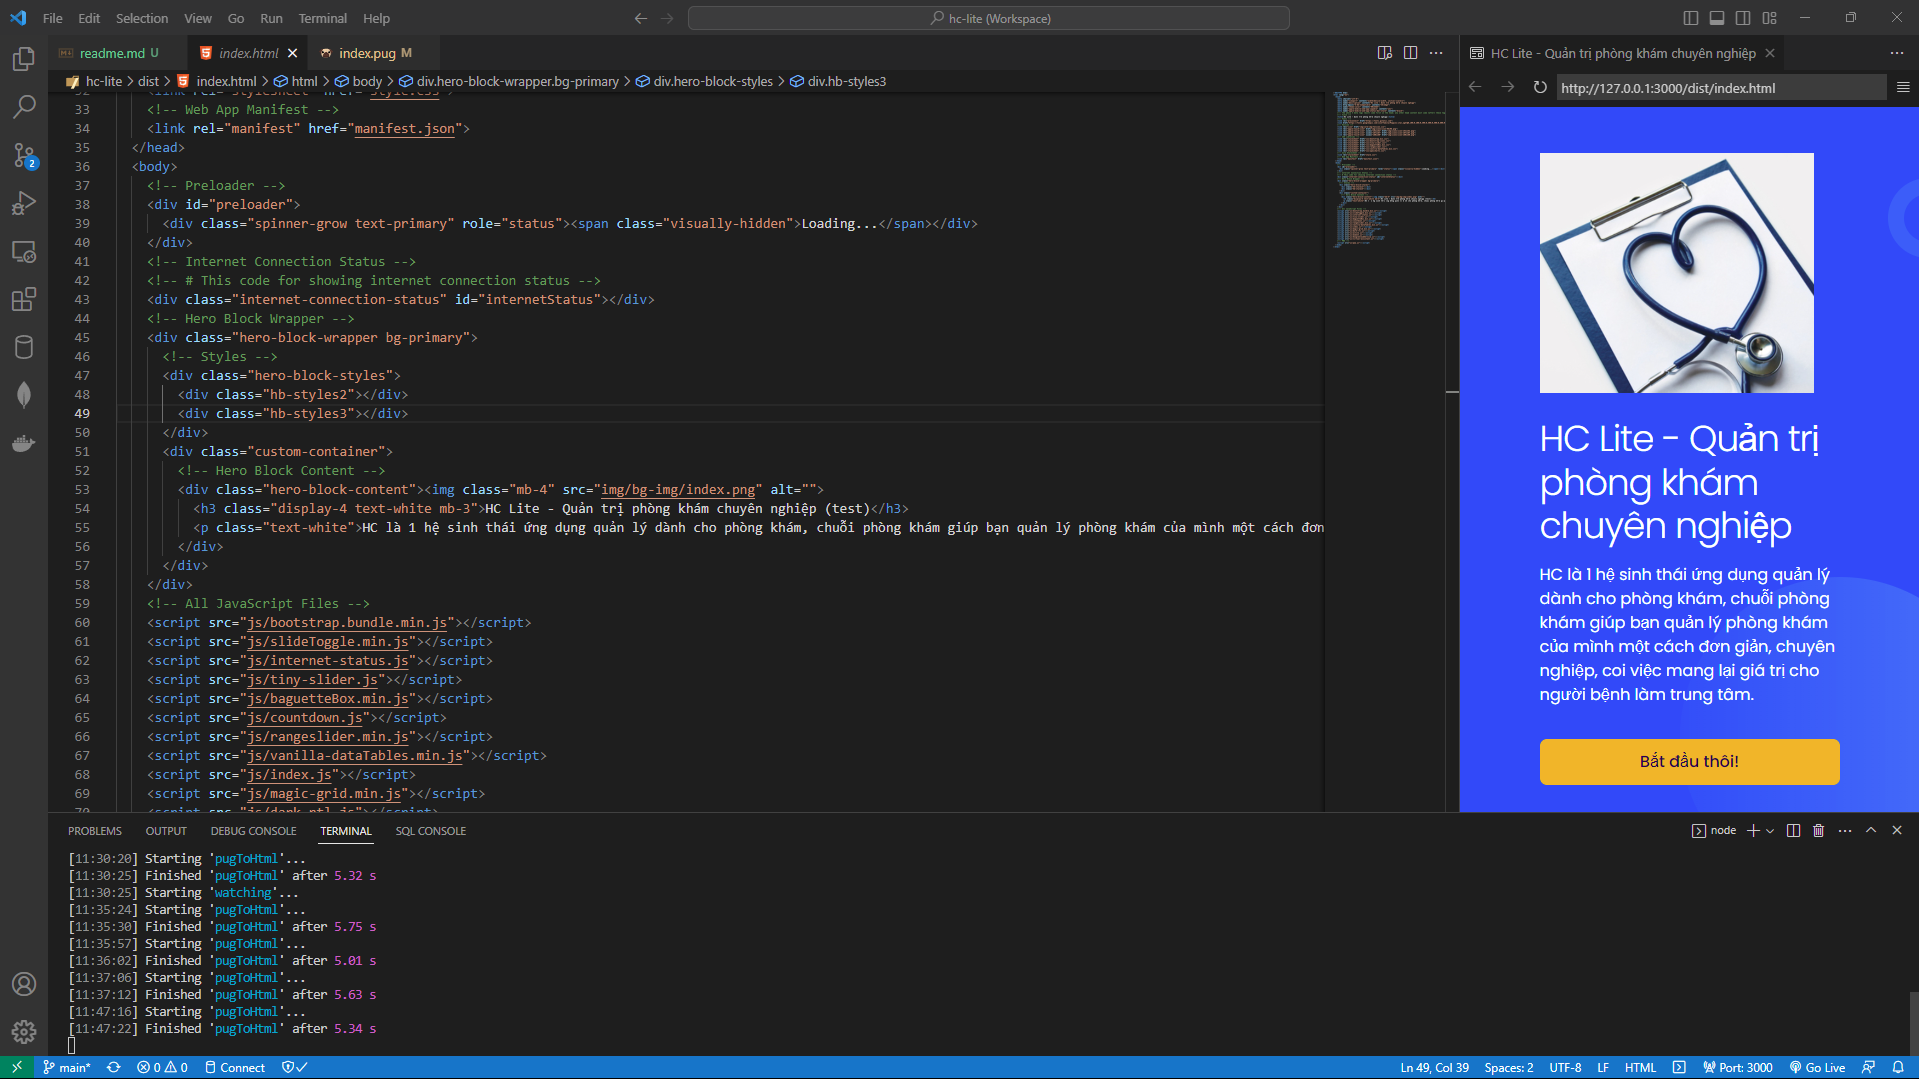 File Edit Selection View Go Run Terminal Help
hc-lite (Workspace)
readme.md U
index.html
index.pug M
HC Lite - Quản trị phòng khám chuyên nghiệp
hc-lite > dist > index.html > html > body > div.hero-block-wrapper.bg-primary > div.hero-block-styles > div.hb-styles3
http://127.0.0.1:3000/dist/index.html
33 <!-- Web App Manifest -->
34 <link rel="manifest" href="manifest.json">
35 </head>
36 <body>
37 <!-- Preloader -->
38 <div id="preloader">
39 <div class="spinner-grow text-primary" role="status"><span class="visually-hidden">Loading...</span></div>
40 </div>
41 <!-- Internet Connection Status -->
42 <!-- # This code for showing internet connection status -->
43 <div class="internet-connection-status" id="internetStatus"></div>
44 <!-- Hero Block Wrapper -->
45 <div class="hero-block-wrapper bg-primary">
46 <!-- Styles -->
47 <div class="hero-block-styles">
48 <div class="hb-styles2"></div>
49 <div class="hb-styles3"></div>
50 </div>
51 <div class="custom-container">
52 <!-- Hero Block Content -->
53 <div class="hero-block-content"><img class="mb-4" src="img/bg-img/index.png" alt="">
54 <h3 class="display-4 text-white mb-3">HC Lite - Quản trị phòng khám chuyên nghiệp (test)</h3>
55 <p class="text-white">HC là 1 hệ sinh thái ứng dụng quản lý dành cho phòng khám, chuỗi phòng khám giúp bạn quản lý phòng khám của mình một cách đơn
56 </div>
57 </div>
58 </div>
59 <!-- All JavaScript Files -->
60 <script src="js/bootstrap.bundle.min.js"></script>
61 <script src="js/slideToggle.min.js"></script>
62 <script src="js/internet-status.js"></script>
63 <script src="js/tiny-slider.js"></script>
64 <script src="js/baguetteBox.min.js"></script>
65 <script src="js/countdown.js"></script>
66 <script src="js/rangeslider.min.js"></script>
67 <script src="js/vanilla-dataTables.min.js"></script>
68 <script src="js/index.js"></script>
69 <script src="js/magic-grid.min.js"></script>
HC Lite - Quản trị
phòng khám
chuyên nghiệp
HC là 1 hệ sinh thái ứng dụng quản lý
dành cho phòng khám, chuỗi phòng
khám giúp bạn quản lý phòng khám
của mình một cách đơn giản, chuyên
nghiệp, coi việc mang lại giá trị cho
người bệnh làm trung tâm.
Bắt đầu thôi!
PROBLEMS OUTPUT DEBUG CONSOLE TERMINAL SQL CONSOLE
node
[11:30:20] Starting 'pugToHtml'...
[11:30:25] Finished 'pugToHtml' after 5.32 s
[11:30:25] Starting 'watching'...
[11:35:24] Starting 'pugToHtml'...
[11:35:30] Finished 'pugToHtml' after 5.75 s
[11:35:57] Starting 'pugToHtml'...
[11:36:02] Finished 'pugToHtml' after 5.01 s
[11:37:06] Starting 'pugToHtml'...
[11:37:12] Finished 'pugToHtml' after 5.63 s
[11:47:16] Starting 'pugToHtml'...
[11:47:22] Finished 'pugToHtml' after 5.34 s
2
main* 0 0 Connect
Ln 49, Col 39 Spaces: 2 UTF-8 LF HTML Port: 3000 Go Live